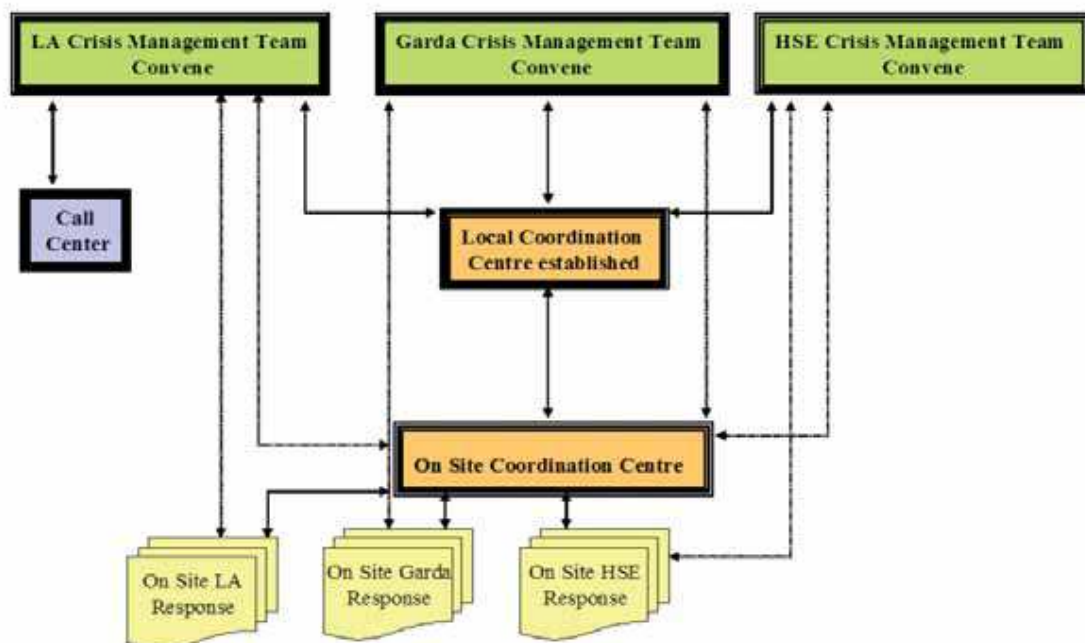 LA Crisis Management Team
Convene
Garda Crisis Management Team
Convene
HSE Crisis Management Team
Convene
Call
Center
Local Coordination
Centre established
On Site Coordination Centre
On Site LA
Response
On Site Garda
Response
On Site HSE
Response